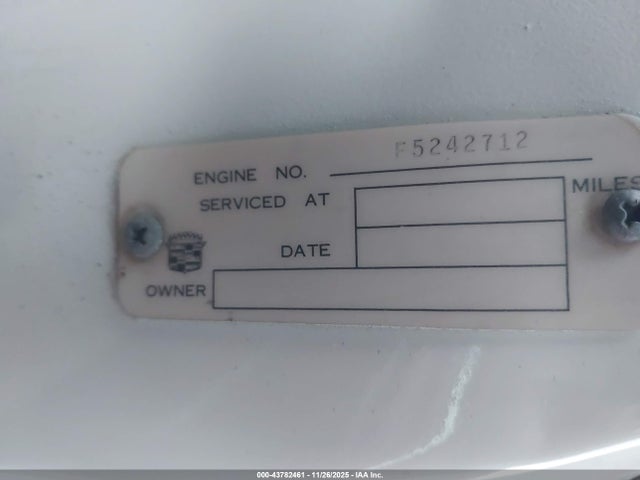 ENGINE NO. F5242712
SERVICED AT MILES
DATE
OWNER
000-43782461 - 11/26/2025 - IAA Inc.